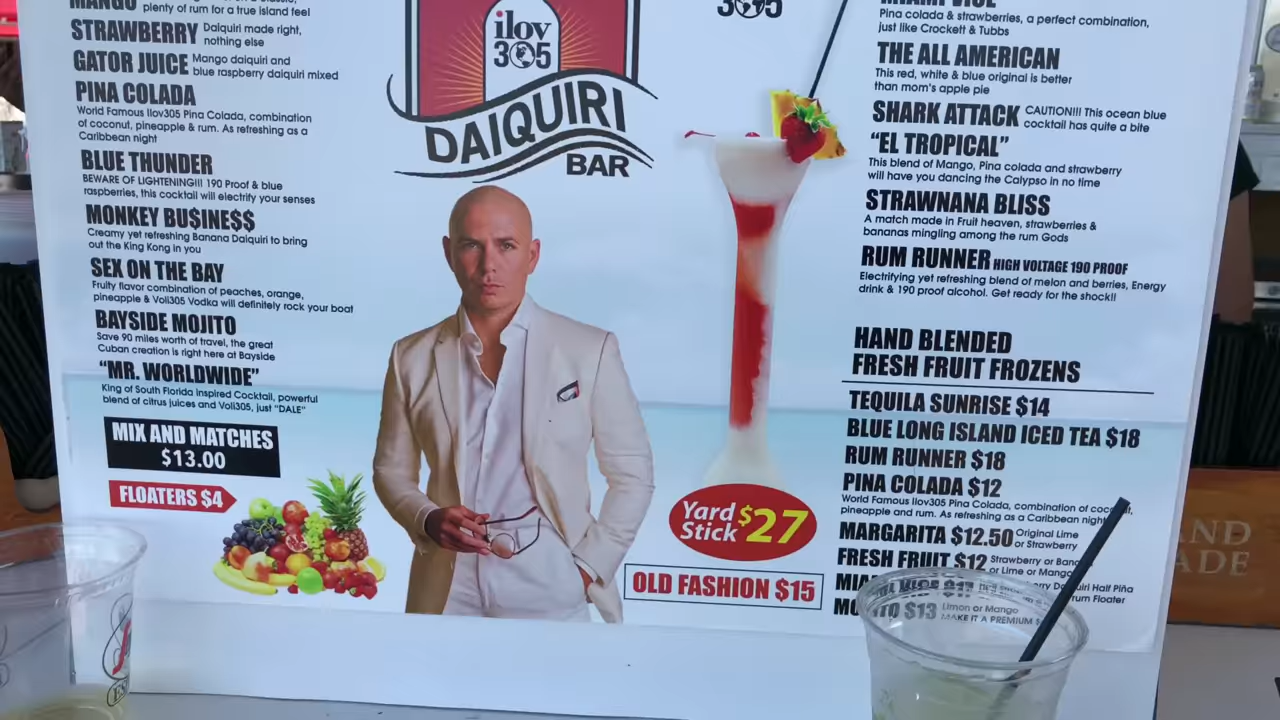 MANGO
plenty of rum for a true island feel
STRAWBERRY Daiquiri made right,
nothing else
GATOR JUICE Mango daiquiri and
blue raspberry daiquiri mixed
PINA COLADA
World Famous Ilov305 Pina Colada, combination
of coconut, pineapple & rum. As refreshing as a
Caribbean night
BLUE THUNDER
BEWARE OF LIGHTENING!!! 190 Proof & blue
raspberries, this cocktail will electrify your senses
MONKEY BU$INE$$
Creamy yet refreshing Banana Daiquiri to bring
out the King Kong in you
SEX ON THE BAY
Fruity flavor combination of peaches, orange,
pineapple & Voli305 Vodka will definitely rock your boat
BAYSIDE MOJITO
Save 90 miles worth of travel, the great
Cuban creation is right here at Bayside
"MR. WORLDWIDE"
King of South Florida Inspired Cocktail, powerful
blend of citrus juices and Voli305, just "DALE"
MIX AND MATCHES
$13.00
FLOATERS $4
ilov
305
DAIQUIRI
BAR
305
Yard
Stick $27
OLD FASHION $15
MIAMI VICE
Pina colada & strawberries, a perfect combination,
just like Crockett & Tubbs
THE ALL AMERICAN
This red, white & blue original is better
than mom's apple pie
SHARK ATTACK CAUTION!!! This ocean blue
cocktail has quite a bite
"EL TROPICAL"
This blend of Mango, Pina colada and strawberry
will have you dancing the Calypso in no time
STRAWNANA BLISS
A match made in Fruit heaven, strawberries &
bananas mingling among the rum Gods
RUM RUNNER HIGH VOLTAGE 190 PROOF
Electrifying yet refreshing blend of melon and berries, Energy
drink & 190 proof alcohol. Get ready for the shock!!
HAND BLENDED
FRESH FRUIT FROZENS
TEQUILA SUNRISE $14
BLUE LONG ISLAND ICED TEA $18
RUM RUNNER $18
PINA COLADA $12
World Famous Ilov305 Pina Colada, combination of
pineapple and rum. As refreshing as a Caribbean night
MARGARITA $12.50 Original Lime
or Strawberry
FRESH FRUIT $12 Strawberry or
or Lime or Mango
Daiquiri Half Piña
rum Floater
$13 Limon or Mango
MAKE IT A PREMIUM
AND
ADE